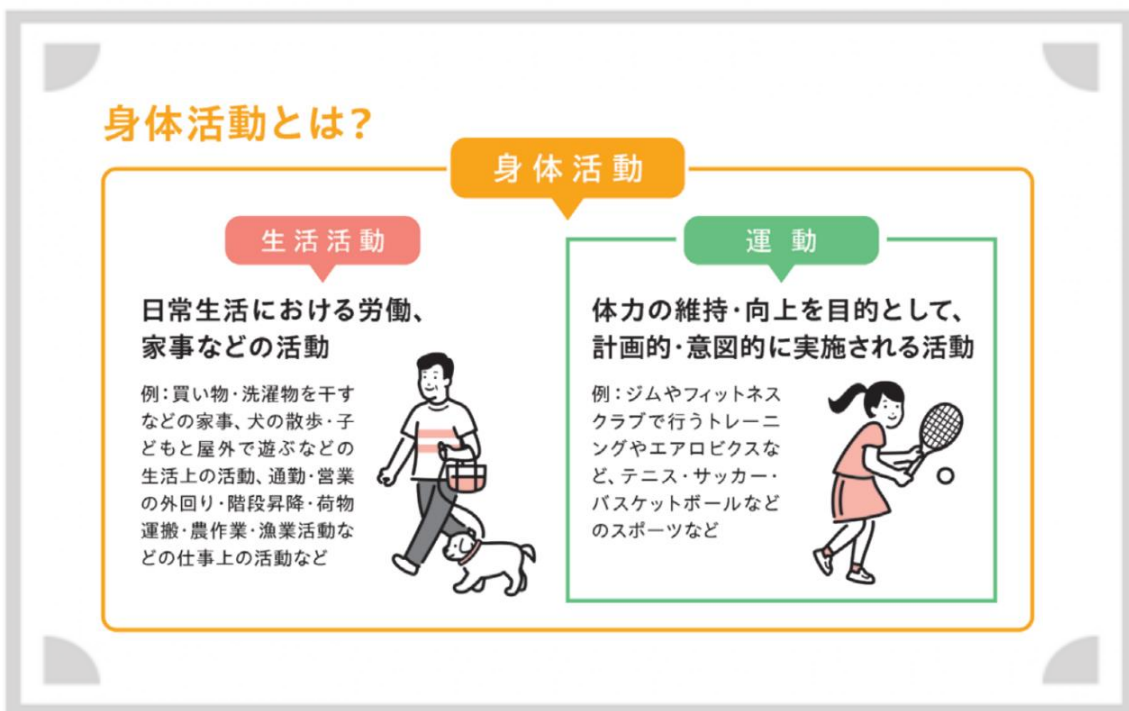 身体活動とは?
身体活動
生活活動
日常生活における労働、
家事などの活動
例:買い物・洗濯物を干す
などの家事、犬の散歩・子
どもと屋外で遊ぶなどの
生活上の活動、通勤・営業
の外回り・階段昇降・荷物
運搬・農作業・漁業活動な
どの仕事上の活動など
運動
体力の維持・向上を目的として、
計画的・意図的に実施される活動
例:ジムやフィットネス
クラブで行うトレーニ
ングやエアロビクスな
ど、テニス・サッカー・
バスケットボールなど
のスポーツなど